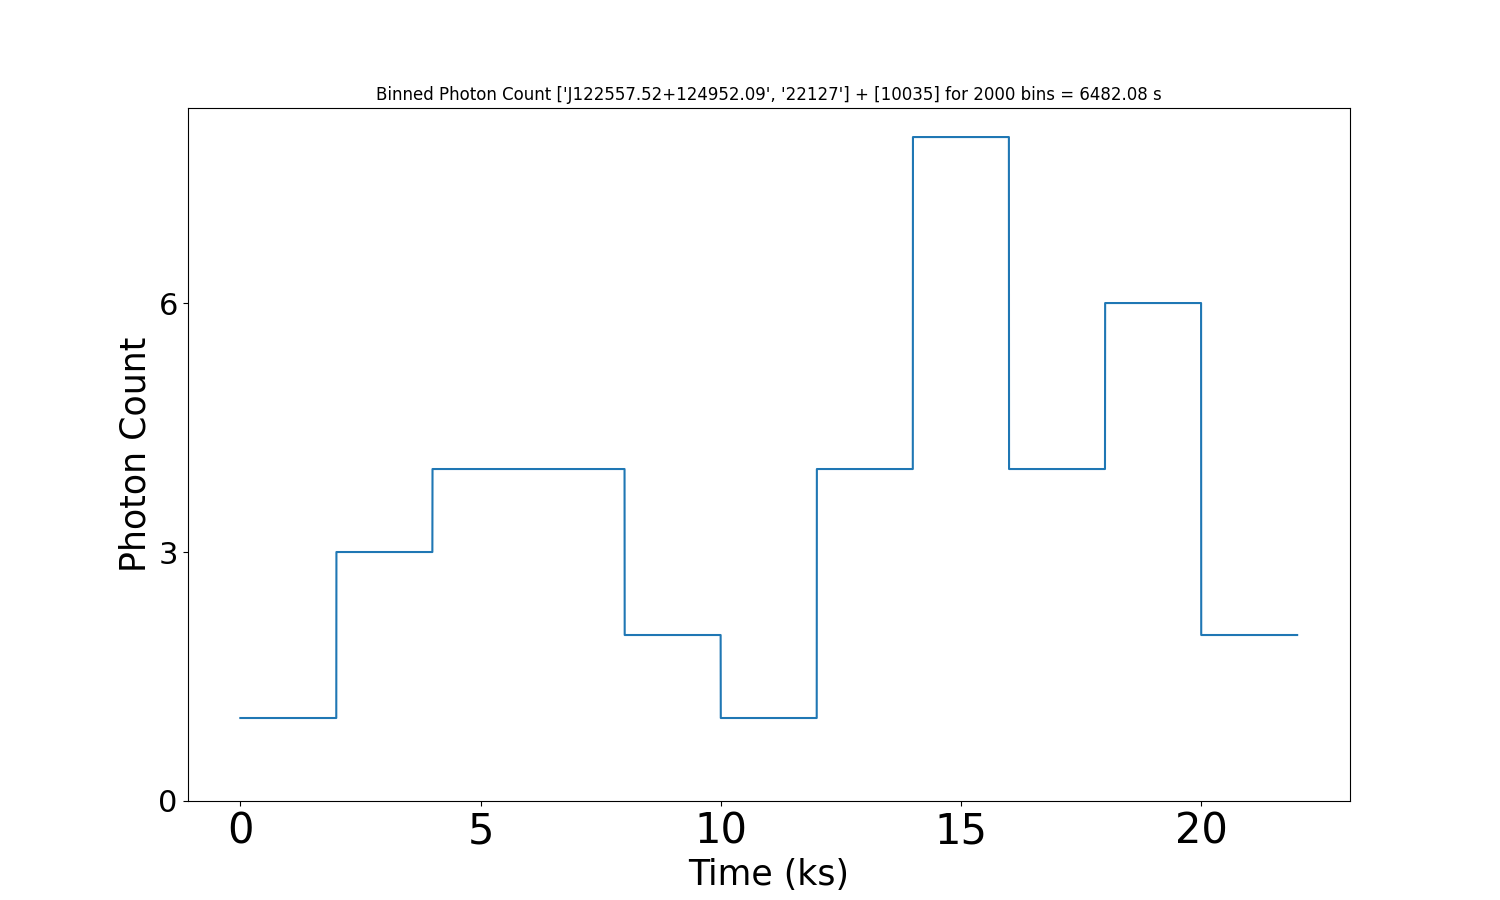 Binned Photon Count ['J122557.52+124952.09', '22127'] + [10035] for 2000 bins = 6482.08 s
Photon Count
6
3
0
0 5 10 15 20
Time (ks)